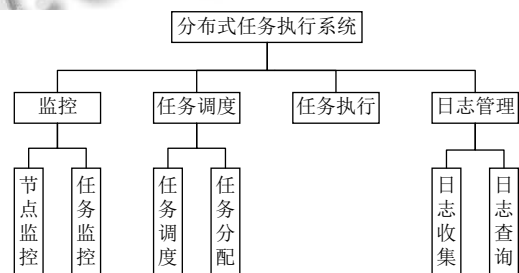 分布式任务执行系统
监控
任务调度
任务执行
日志管理
节点监控
任务监控
任务调度
任务分配
日志收集
日志查询